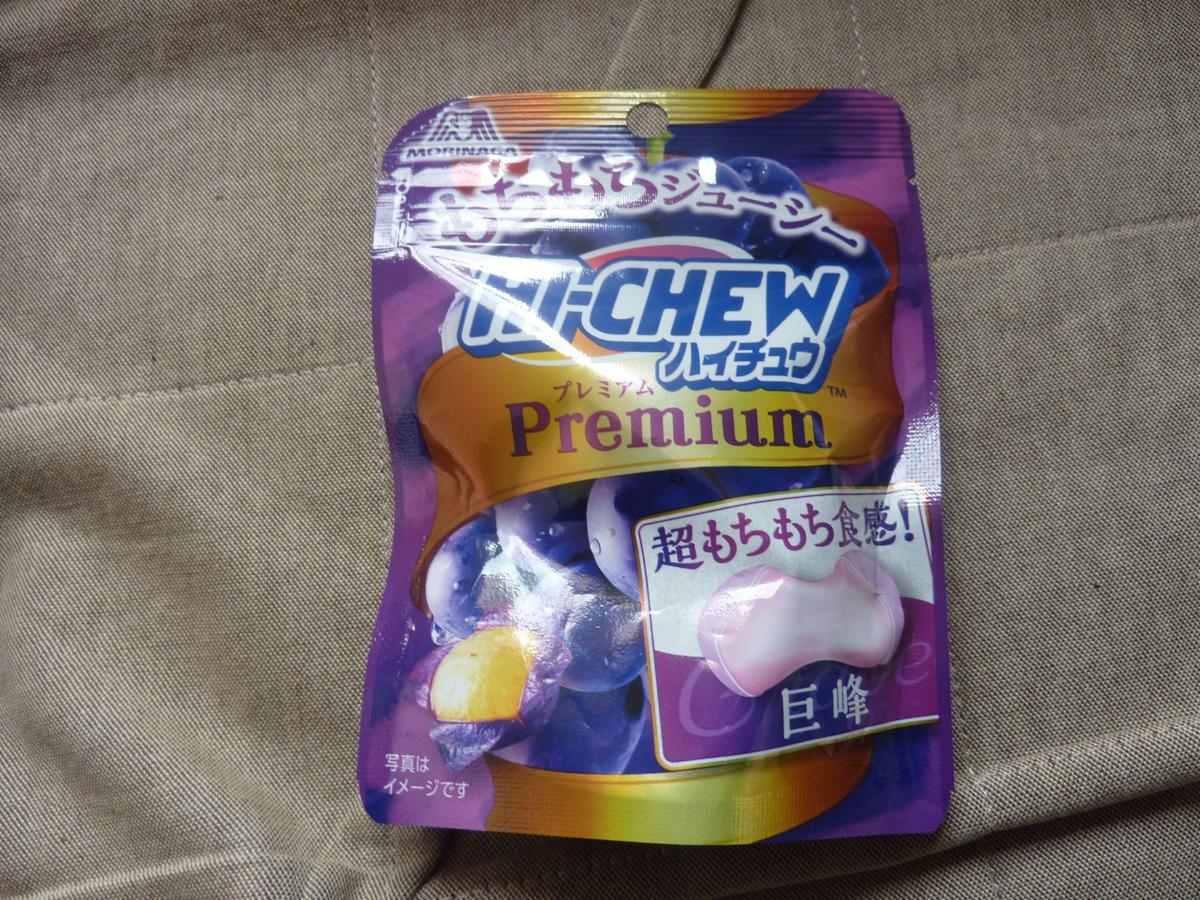 MORINAGA
もちもちジューシー
HI-CHEW
ハイチュウ
プレミアム
TM
Premium
超もちもち食感!
Grape
巨峰
写真は
イメージです